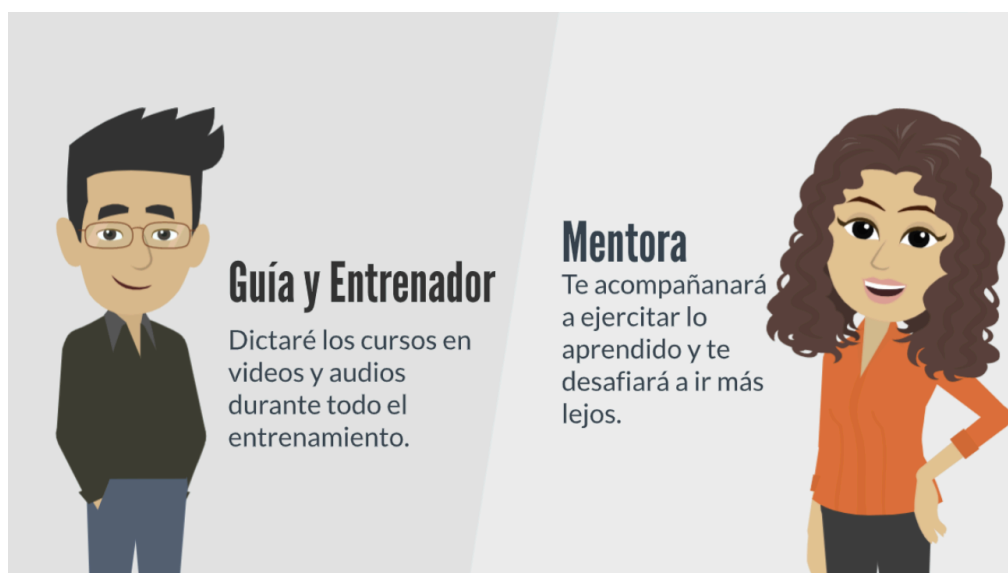 Guía y Entrenador
Dictaré los cursos en
videos y audios
durante todo el
entrenamiento.
Mentora
Te acompañanará
a ejercitar lo
aprendido y te
desafiará a ir más
lejos.